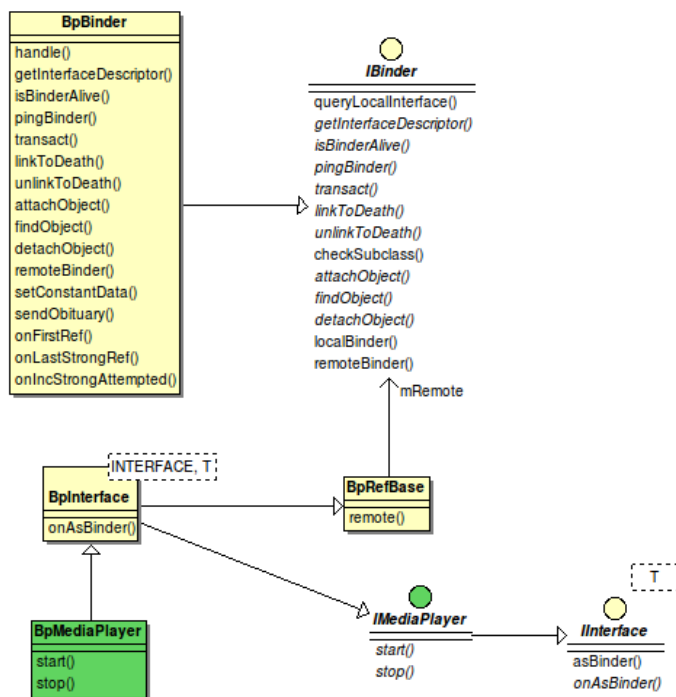 BpBinder
handle()
getInterfaceDescriptor()
isBinderAlive()
pingBinder()
transact()
linkToDeath()
unlinkToDeath()
attachObject()
findObject()
detachObject()
remoteBinder()
setConstantData()
sendObituary()
onFirstRef()
onLastStrongRef()
onIncStrongAttempted()
IBinder
queryLocalInterface()
getInterfaceDescriptor()
isBinderAlive()
pingBinder()
transact()
linkToDeath()
unlinkToDeath()
checkSubclass()
attachObject()
findObject()
detachObject()
localBinder()
remoteBinder()
mRemote
INTERFACE, T
BpInterface
onAsBinder()
BpRefBase
remote()
BpMediaPlayer
start()
stop()
IMediaPlayer
start()
stop()
T
IInterface
asBinder()
onAsBinder()